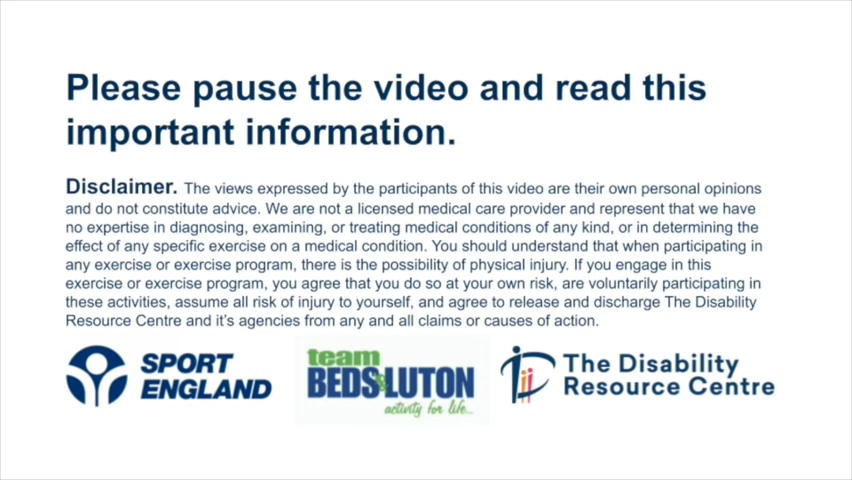 Please pause the video and read this
important information.
Disclaimer. The views expressed by the participants of this video are their own personal opinions
and do not constitute advice. We are not a licensed medical care provider and represent that we have
no expertise in diagnosing, examining, or treating medical conditions of any kind, or in determining the
effect of any specific exercise on a medical condition. You should understand that when participating in
any exercise or exercise program, there is the possibility of physical injury. If you engage in this
exercise or exercise program, you agree that you do so at your own risk, are voluntarily participating in
these activities, assume all risk of injury to yourself, and agree to release and discharge The Disability
Resource Centre and it's agencies from any and all claims or causes of action.
SPORT
ENGLAND
team
BEDS&LUTON
activity for life...
The Disability
Resource Centre